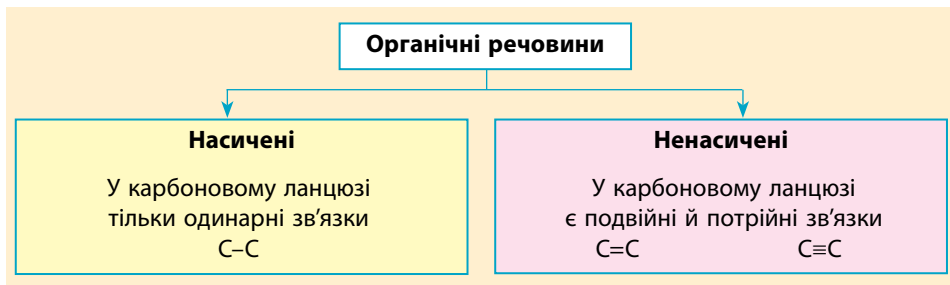 Органічні речовини
Насичені
У карбоновому ланцюзі
тільки одинарні зв'язки
C–C
Ненасичені
У карбоновому ланцюзі
є подвійні й потрійні зв'язки
C=C C≡C